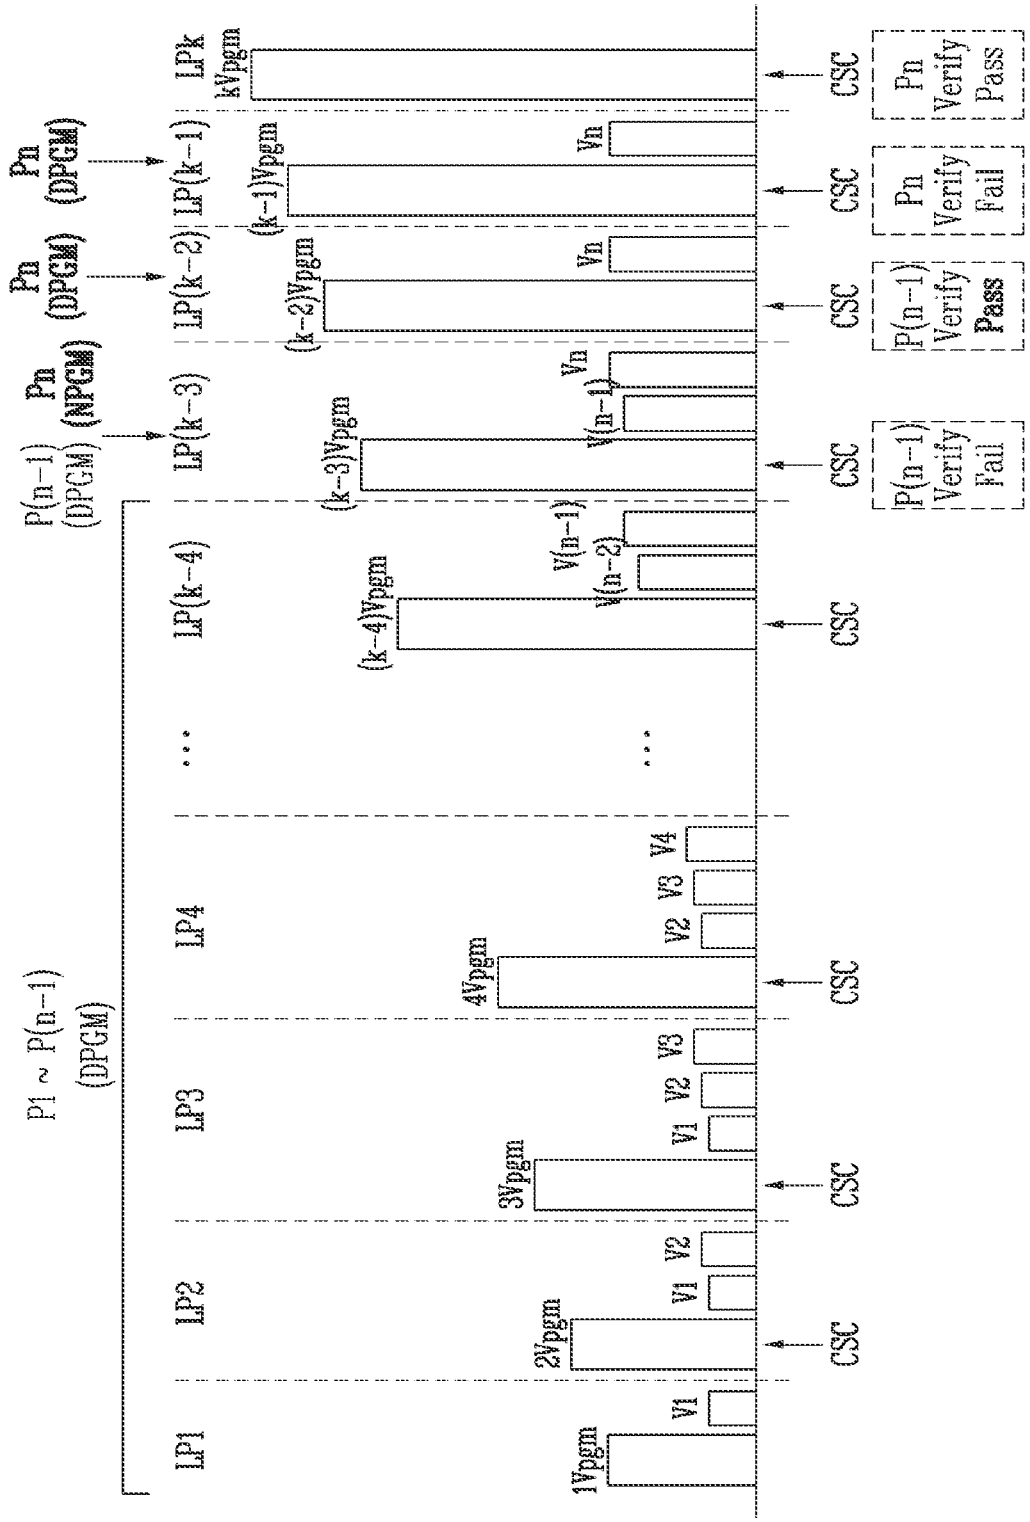 P1 ~ P(n-1)
(DPGM)
P(n-1)
(DPGM)
Pn
(NPGM)
Pn
(DPGM)
Pn
(DPGM)
LP1
LP2
LP3
LP4
...
LP(k-4)
LP(k-3)
LP(k-2)
LP(k-1)
LPk
1Vpgm
V1
2Vpgm
V1
V2
3Vpgm
V1
V2
V3
4Vpgm
V2
V3
V4
...
(k-4)Vpgm
V(n-2)
V(n-1)
(k-3)Vpgm
V(n-1)
Vn
(k-2)Vpgm
Vn
(k-1)Vpgm
Vn
kVpgm
CSC
CSC
CSC
CSC
CSC
CSC
CSC
CSC
P(n-1)
Verify
Fail
P(n-1)
Verify
Pass
Pn
Verify
Fail
Pn
Verify
Pass